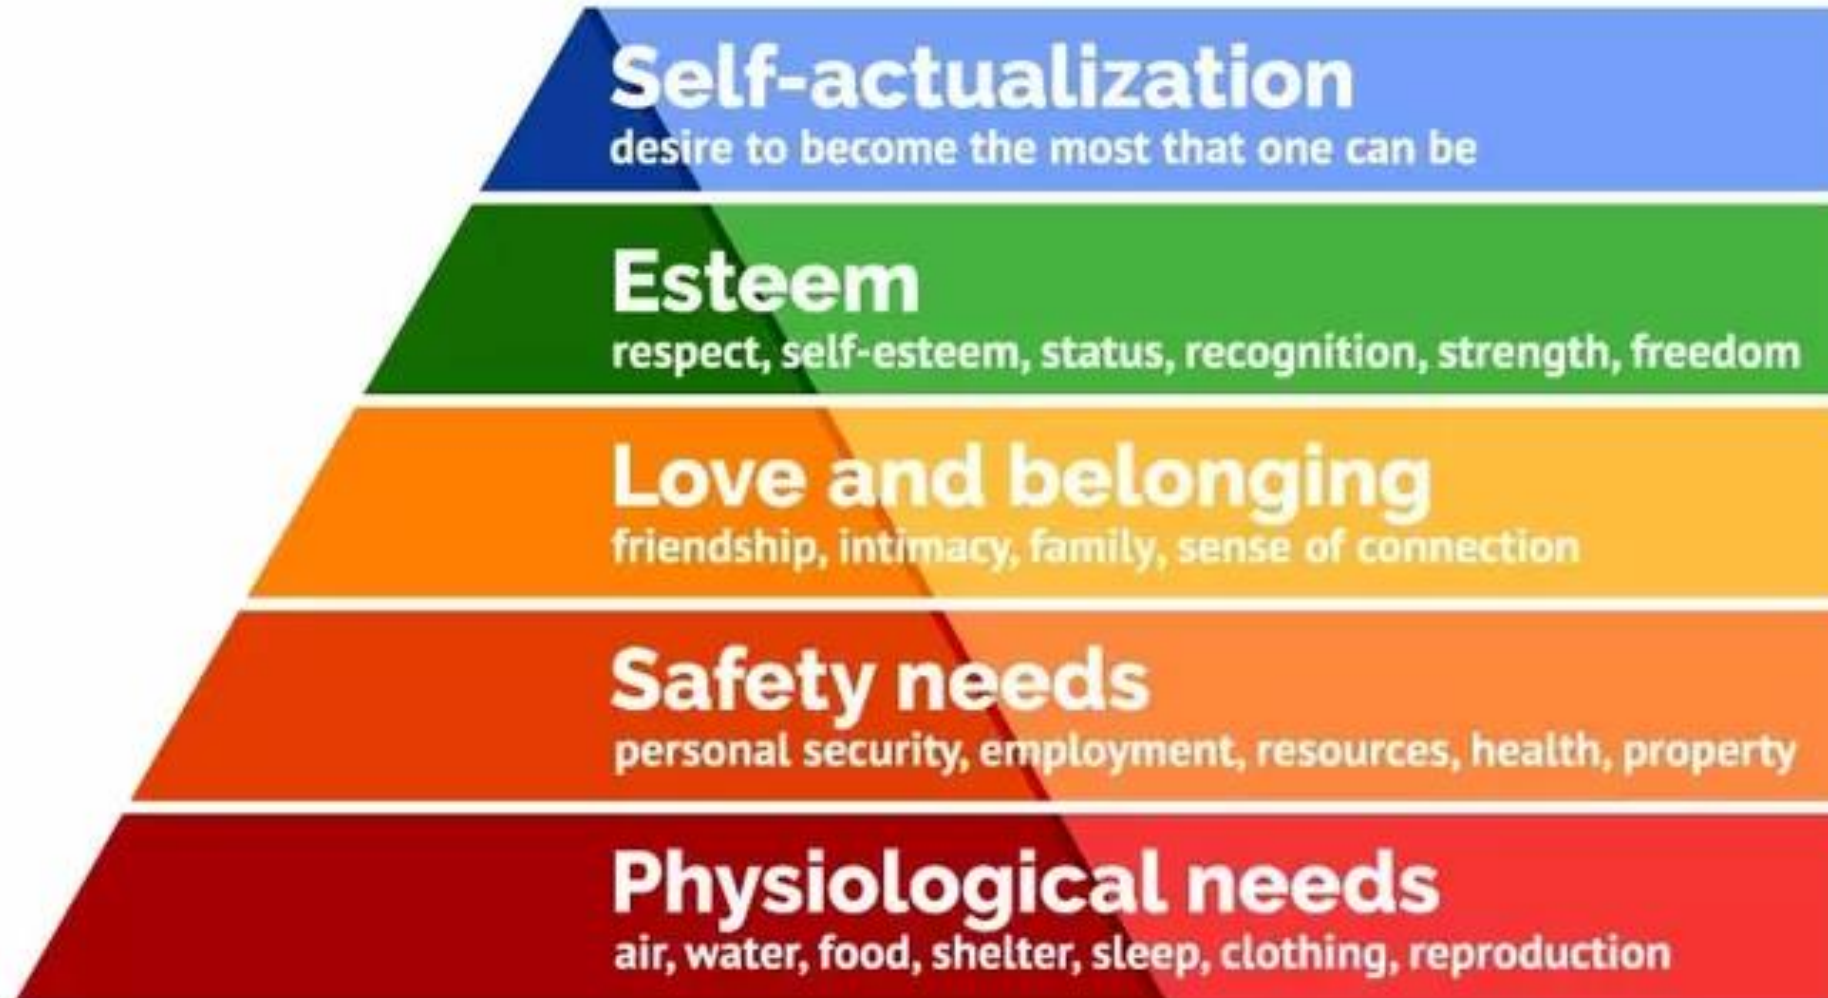 Self-actualization
desire to become the most that one can be
Esteem
respect, self-esteem, status, recognition, strength, freedom
Love and belonging
friendship, intimacy, family, sense of connection
Safety needs
personal security, employment, resources, health, property
Physiological needs
air, water, food, shelter, sleep, clothing, reproduction